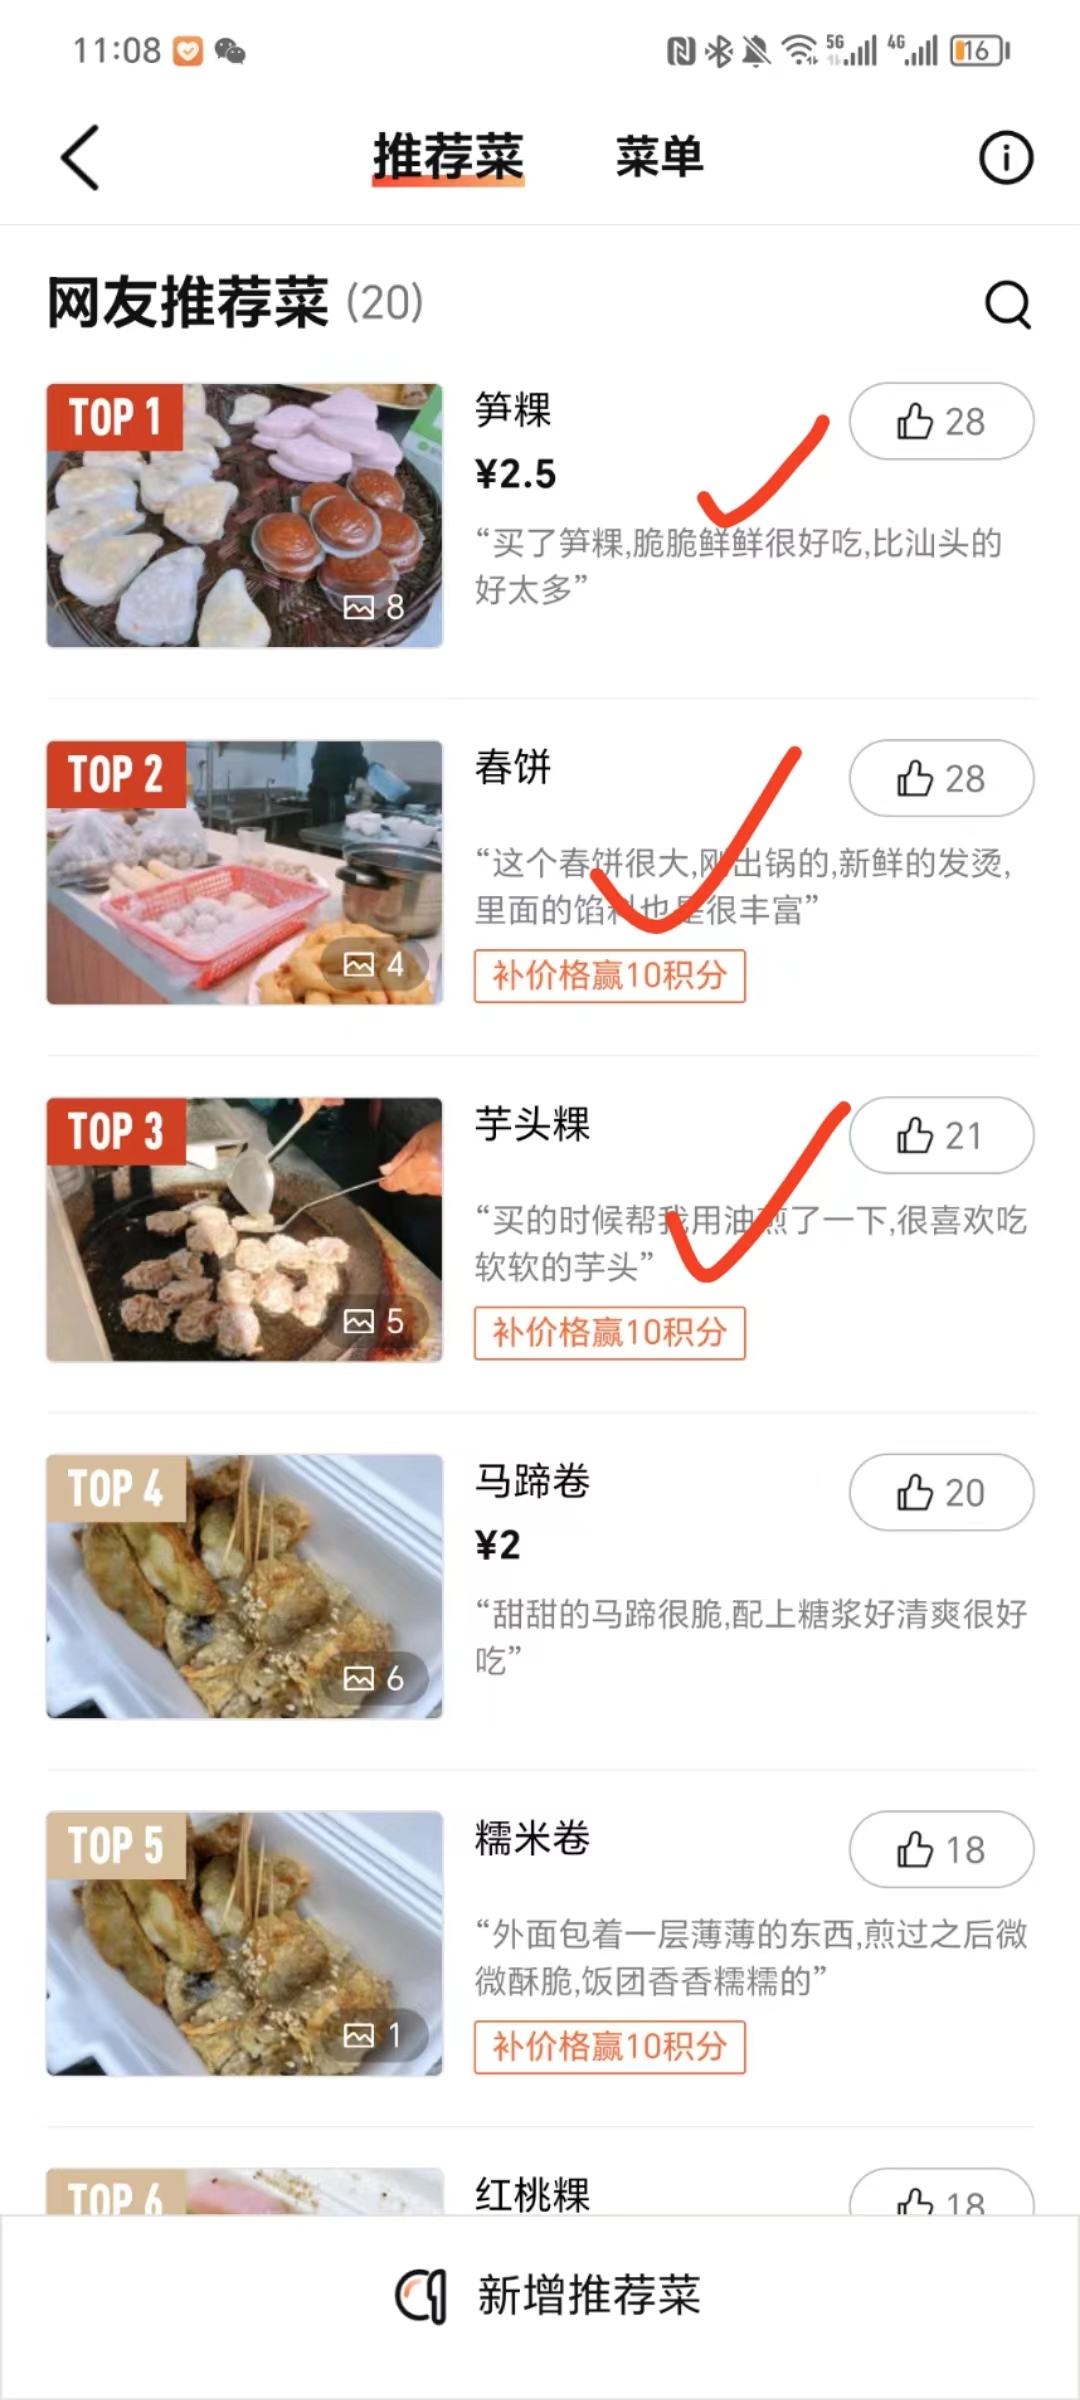 11:08
5G
4G
16
推荐菜
菜单
网友推荐菜 (20)
TOP 1
8
笋粿
28
¥2.5
“买了笋粿,脆脆鲜鲜很好吃,比汕头的
好太多”
TOP 2
4
春饼
28
“这个春饼很大,刚出锅的,新鲜的发烫,
里面的馅料也是很丰富”
补价格赢10积分
TOP 3
5
芋头粿
21
“买的时候帮我用油煎了一下,很喜欢吃
软软的芋头”
补价格赢10积分
TOP 4
6
马蹄卷
20
¥2
“甜甜的马蹄很脆,配上糖浆好清爽很好
吃”
TOP 5
1
糯米卷
18
“外面包着一层薄薄的东西,煎过之后微
微酥脆,饭团香香糯糯的”
补价格赢10积分
TOP 6
红桃粿
18
新增推荐菜